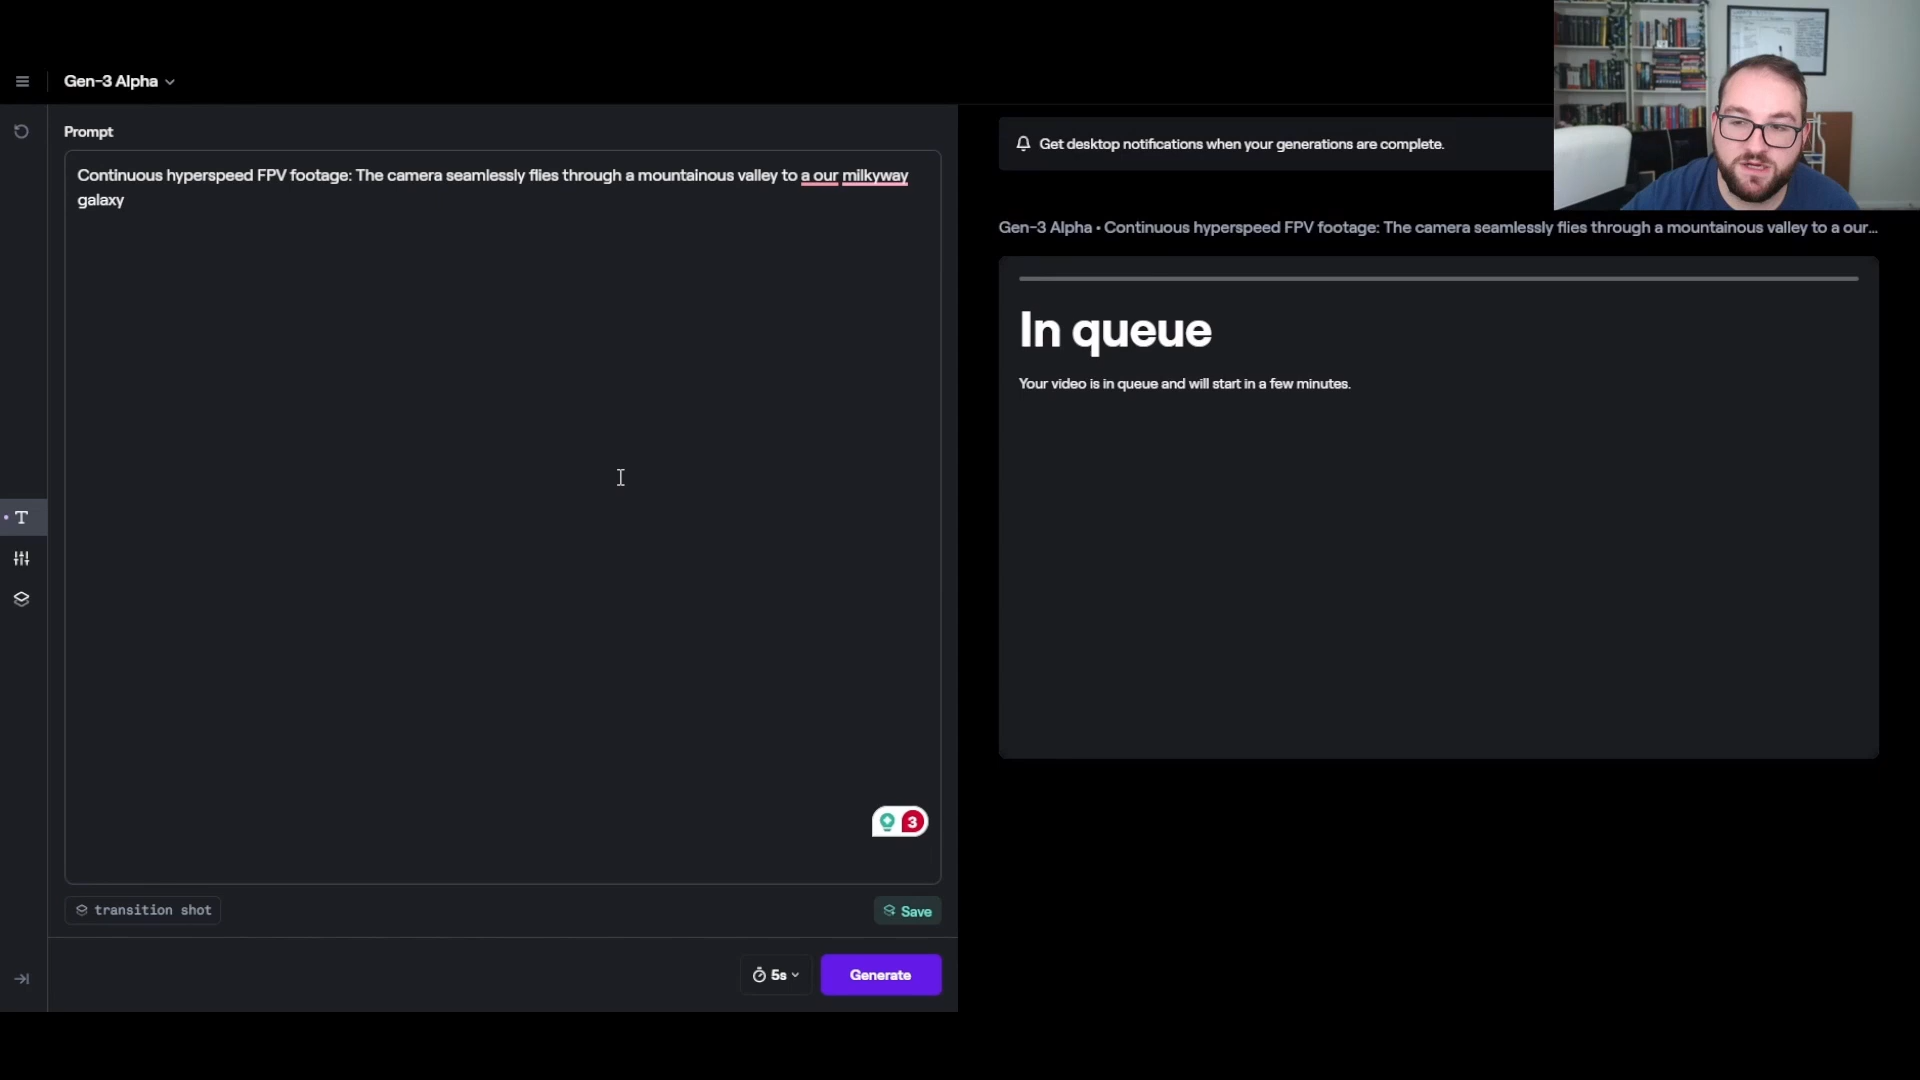 Gen-3 Alpha
Prompt
Continuous hyperspeed FPV footage: The camera seamlessly flies through a mountainous valley to a our milkyway
galaxy
3
transition shot
Save
5s
Generate
Get desktop notifications when your generations are complete.
Gen-3 Alpha • Continuous hyperspeed FPV footage: The camera seamlessly flies through a mountainous valley to a our...
In queue
Your video is in queue and will start in a few minutes.